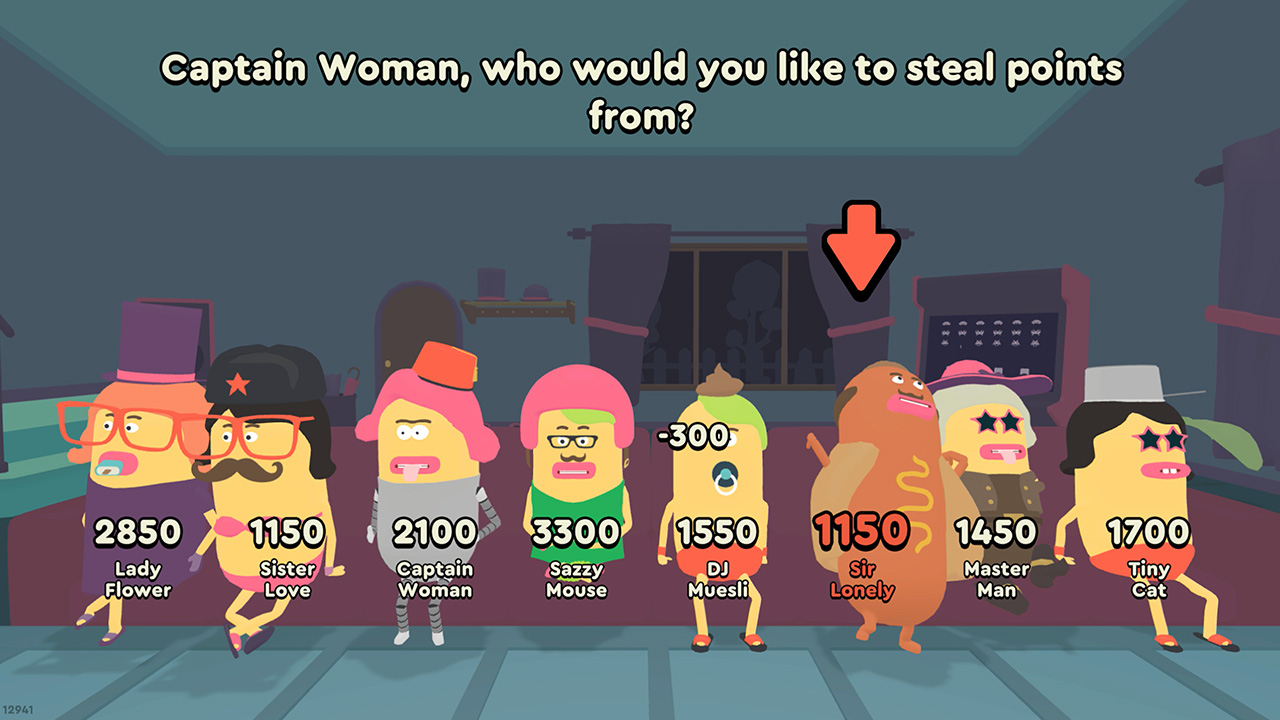 Captain Woman, who would you like to steal points
from?
-300
2850
Lady
Flower
1150
Sister
Love
2100
Captain
Woman
3300
Sazzy
Mouse
1550
DJ
Muesli
1150
Sir
Lonely
1450
Master
Man
1700
Tiny
Cat
12941